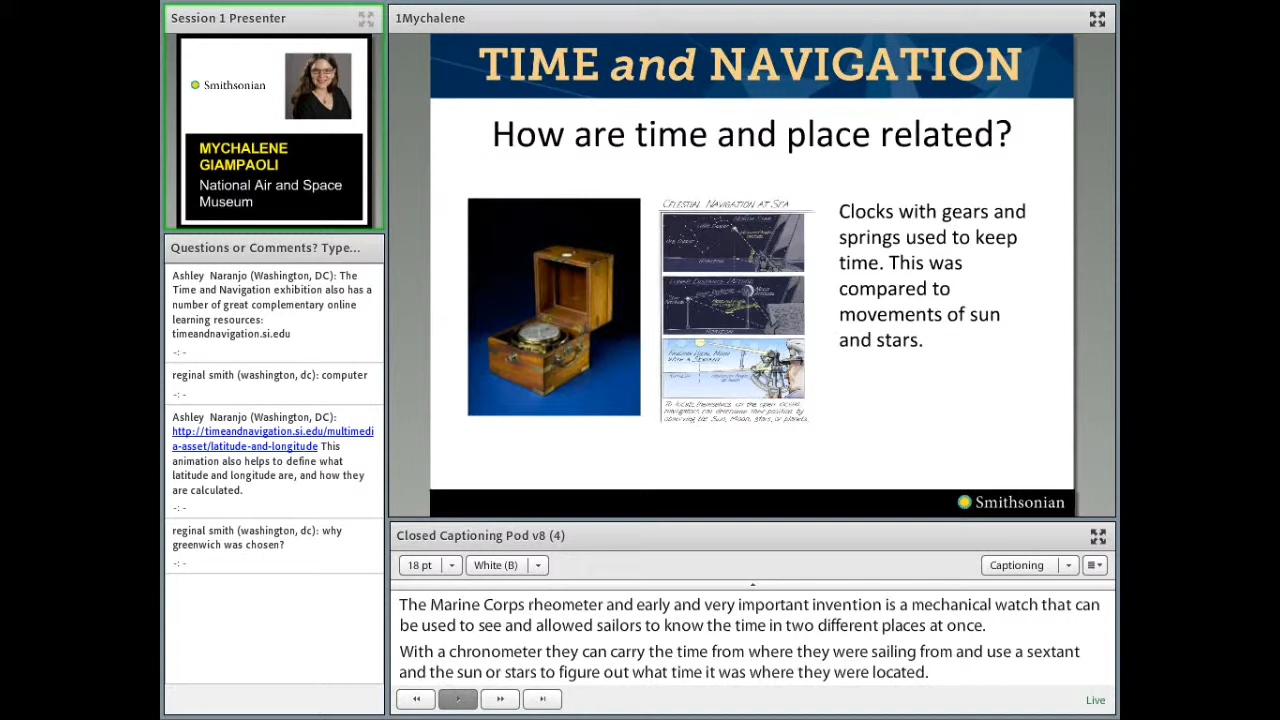 Session 1 Presenter
Smithsonian
MYCHALENE
GIAMPAOLI
National Air and Space
Museum
Questions or Comments? Type...
Ashley Naranjo (Washington, DC): The
Time and Navigation exhibition also has a
number of great complementary online
learning resources:
timeandnavigation.si.edu
-: -
reginal smith (washington, dc): computer
-: -
Ashley Naranjo (Washington, DC):
http://timeandnavigation.si.edu/multimedi
a-asset/latitude-and-longitude This
animation also helps to define what
latitude and longitude are, and how they
are calculated.
-: -
reginal smith (washington, dc): why
greenwich was chosen?
-: -
1Mychalene
TIME and NAVIGATION
How are time and place related?
CELESTIAL NAVIGATION AT SEA
HORIZON
Clocks with gears and
springs used to keep
time. This was
compared to
movements of sun
and stars.
Smithsonian
Closed Captioning Pod v8 (4)
18 pt
White (B)
Captioning
The Marine Corps rheometer and early and very important invention is a mechanical watch that can
be used to see and allowed sailors to know the time in two different places at once.
With a chronometer they can carry the time from where they were sailing from and use a sextant
and the sun or stars to figure out what time it was where they were located.
Live